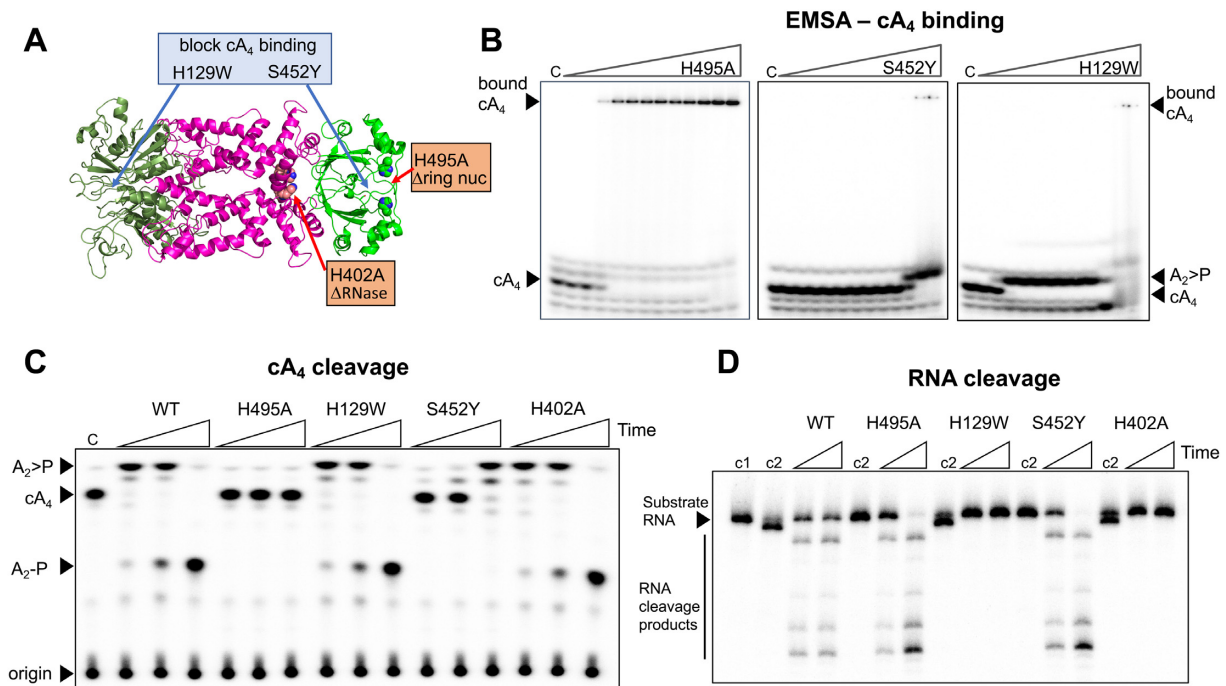 A
block cA₄ binding
H129W S452Y
H495A
Δring nuc
H402A
ΔRNase
EMSA – cA₄ binding
B
C H495A
C S452Y
C H129W
bound
cA₄
bound
cA₄
cA₄
A₂>P
cA₄
C
cA₄ cleavage
WT H495A H129W S452Y H402A
Time
C
A₂>P
cA₄
A₂-P
origin
D
RNA cleavage
WT H495A H129W S452Y H402A
Time
c1 c2 c2 c2 c2 c2
Substrate
RNA
RNA
cleavage
products